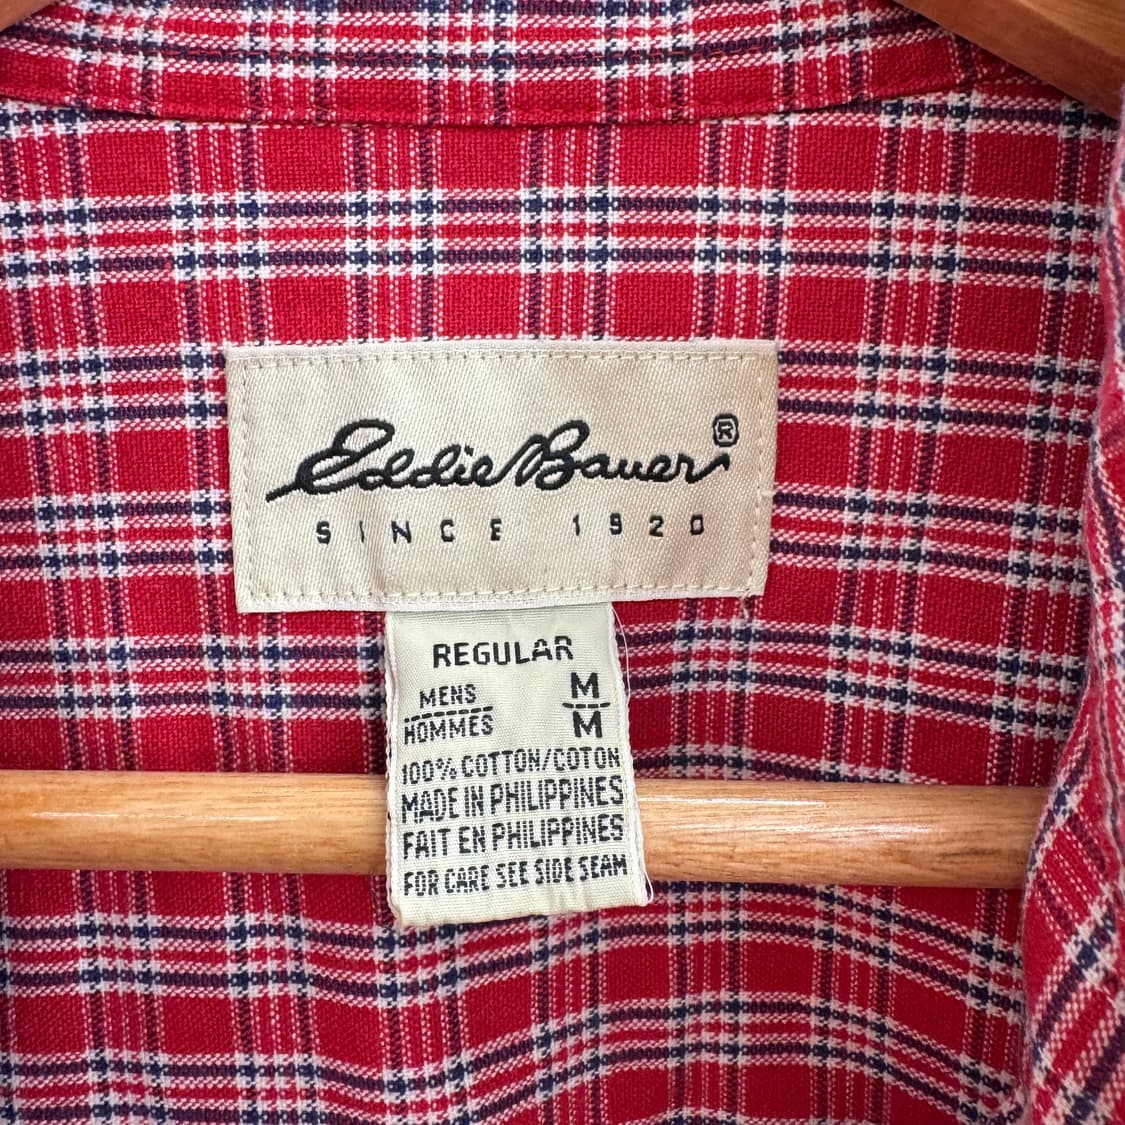 Eddie Bauer®
SINCE 1920
REGULAR
MENS M
HOMMES M
100% COTTON/COTON
MADE IN PHILIPPINES
FAIT EN PHILIPPINES
FOR CARE SEE SIDE SEAM